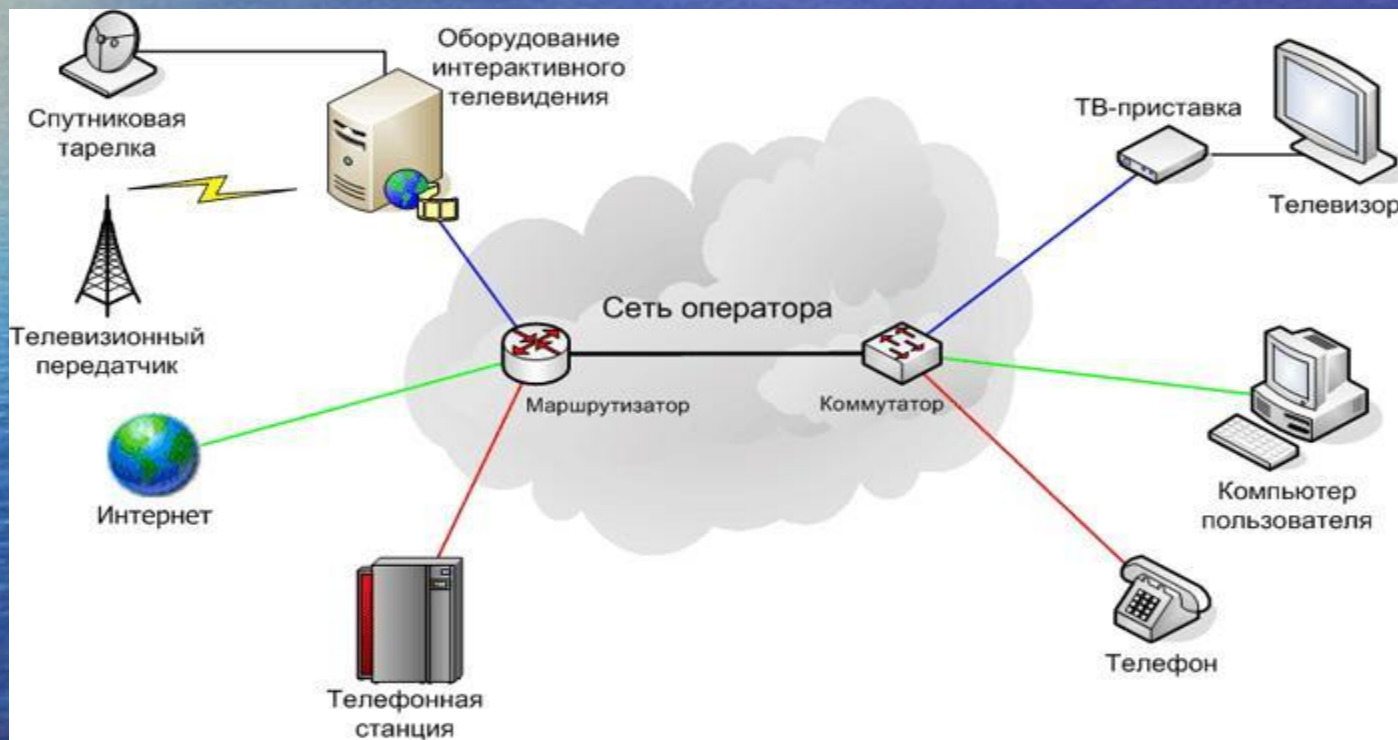 Оборудование
интерактивного
телевидения
Спутниковая
тарелка
ТВ-приставка
Телевизор
Телевизионный
передатчик
Сеть оператора
Маршрутизатор
Коммутатор
Интернет
Компьютер
пользователя
Телефонная
станция
Телефон